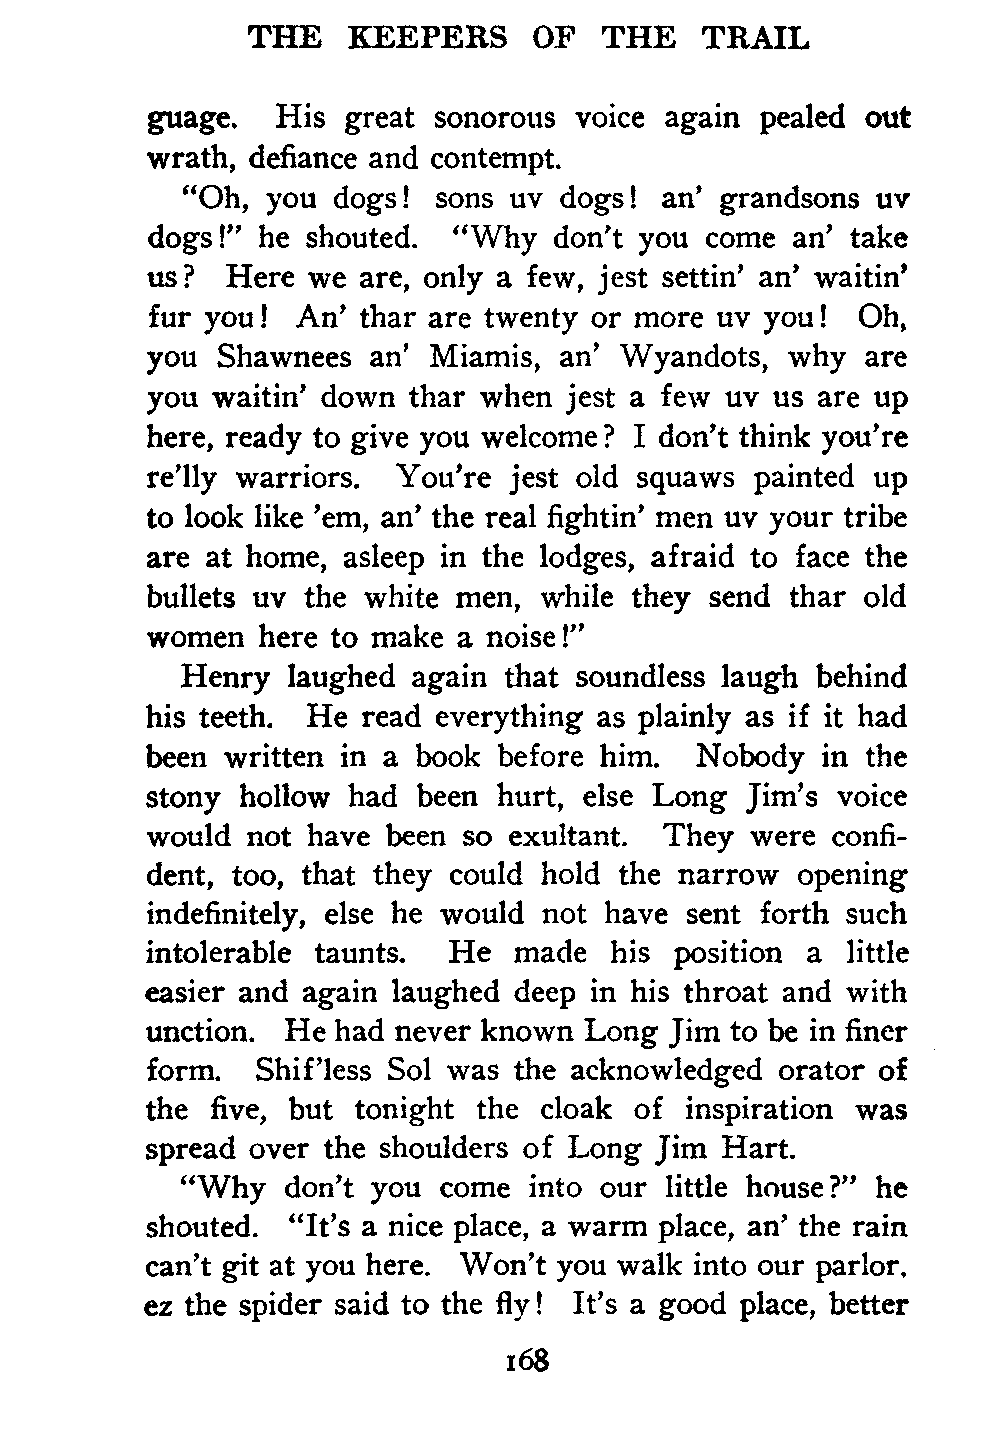 THE KEEPERS OF THE TRAIL
guage. His great sonorous voice again pealed out
wrath, defiance and contempt.
"Oh, you dogs! sons uv dogs! an' grandsons uv
dogs!" he shouted. "Why don't you come an' take
us? Here we are, only a few, jest settin' an' waitin'
fur you! An' thar are twenty or more uv you! Oh,
you Shawnees an' Miamis, an' Wyandots, why are
you waitin' down thar when jest a few uv us are up
here, ready to give you welcome? I don't think you're
re'lly warriors. You're jest old squaws painted up
to look like 'em, an' the real fightin' men uv your tribe
are at home, asleep in the lodges, afraid to face the
bullets uv the white men, while they send thar old
women here to make a noise!"
Henry laughed again that soundless laugh behind
his teeth. He read everything as plainly as if it had
been written in a book before him. Nobody in the
stony hollow had been hurt, else Long Jim's voice
would not have been so exultant. They were confi-
dent, too, that they could hold the narrow opening
indefinitely, else he would not have sent forth such
intolerable taunts. He made his position a little
easier and again laughed deep in his throat and with
unction. He had never known Long Jim to be in finer
form. Shif'less Sol was the acknowledged orator of
the five, but tonight the cloak of inspiration was
spread over the shoulders of Long Jim Hart.
"Why don't you come into our little house?" he
shouted. "It's a nice place, a warm place, an' the rain
can't git at you here. Won't you walk into our parlor,
ez the spider said to the fly! It's a good place, better
168